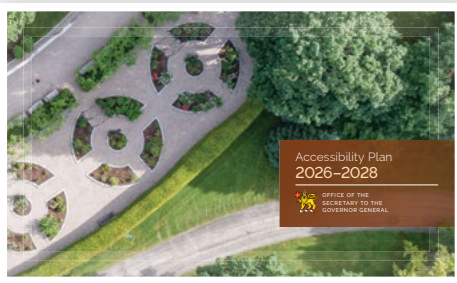 Accessibility Plan
2026–2028
OFFICE OF THE
SECRETARY TO THE
GOVERNOR GENERAL